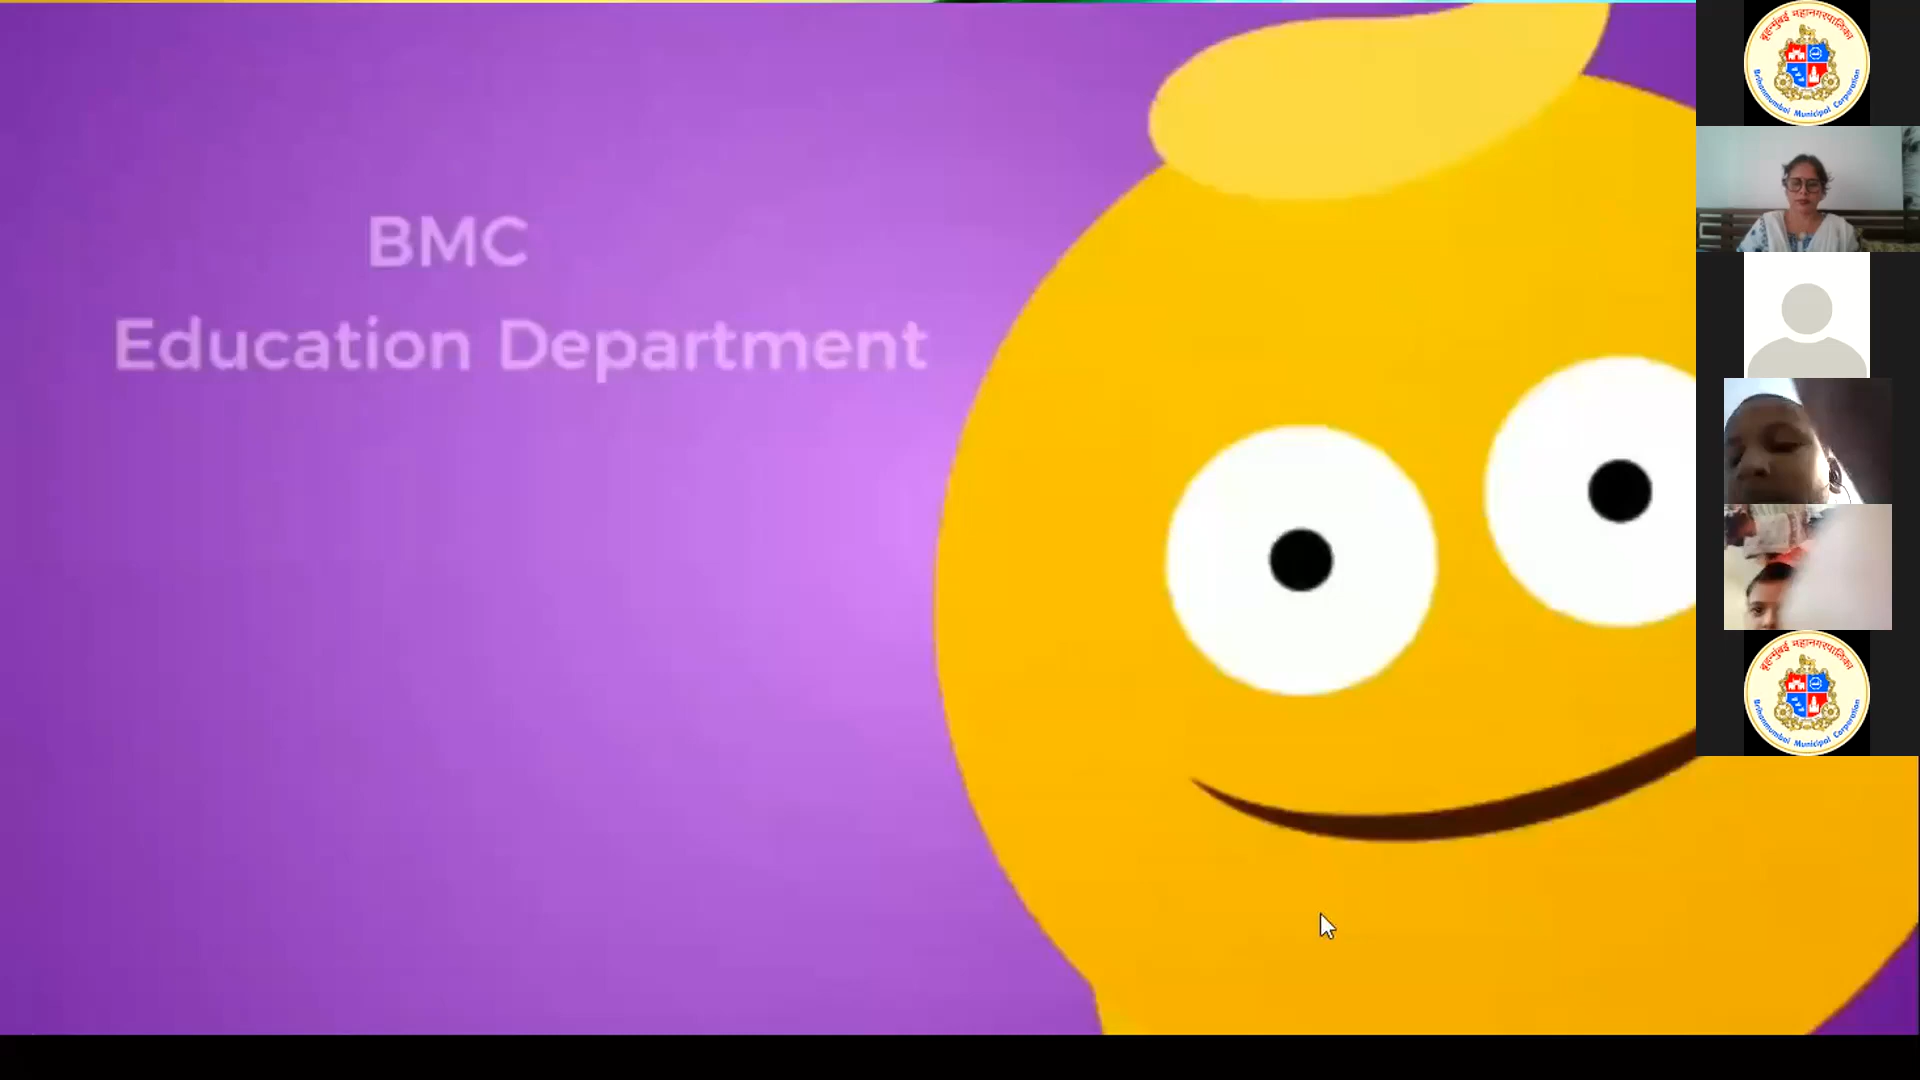 BMC
Education Department
बृहन्मुंबई महानगरपालिका
Brihanmumbai Municipal Corporation
बृहन्मुंबई महानगरपालिका
Brihanmumbai Municipal Corporation